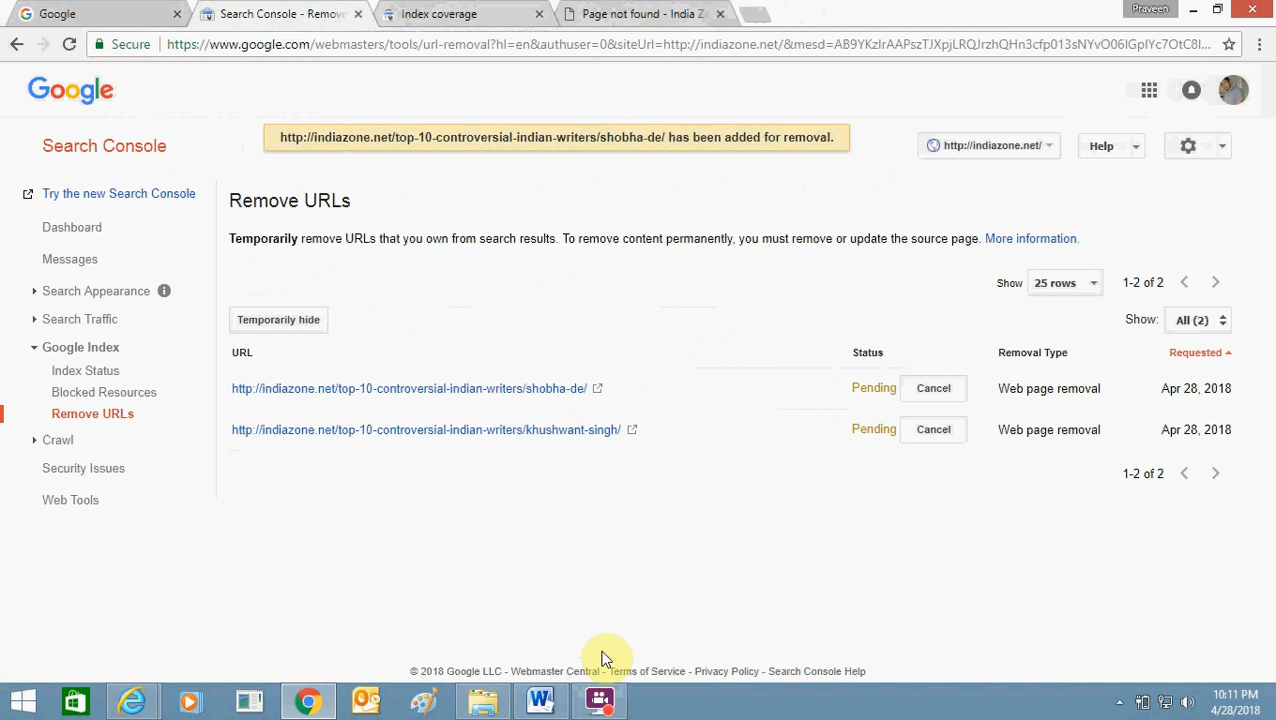 Google
Search Console - Remove
Index coverage
Page not found - India Z
Praveen
Secure
https://www.google.com/webmasters/tools/url-removal?hl=en&authuser=0&siteUrl=http://indiazone.net/&
Google
Search Console
http://indiazone.net/top-10-controversial-indian-writers/shobha-de/ has been added for removal.
http://indiazone.net/
Help
Try the new Search Console
Remove URLs
Dashboard
Temporarily remove URLs that you own from search results. To remove content permanently, you must remove or update the source page. More information.
Messages
Show 25 rows 1-2 of 2
Search Appearance
Search Traffic
Temporarily hide
Show: All (2)
Google Index
URL Status Removal Type Requested
Index Status
http://indiazone.net/top-10-controversial-indian-writers/shobha-de/ Pending Cancel Web page removal Apr 28, 2018
Blocked Resources
Remove URLs
http://indiazone.net/top-10-controversial-indian-writers/khushwant-singh/ Pending Cancel Web page removal Apr 28, 2018
Crawl
Security Issues
1-2 of 2
Web Tools
© 2018 Google LLC - Webmaster Central - Terms of Service - Privacy Policy - Search Console Help
10:11 PM
4/28/2018